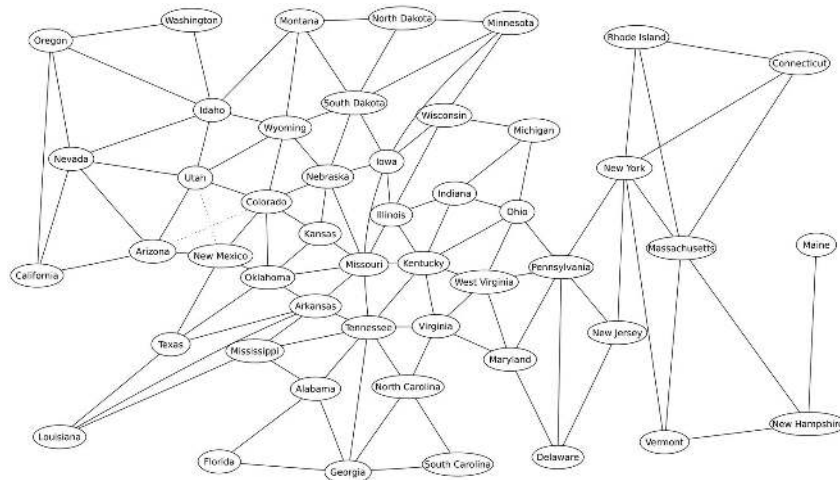 Washington
North Dakota
Montana
Minnesota
Oregon
Rhode Island
Connecticut
South Dakota
Idaho
Wisconsin
Wyoming
Michigan
Nevada
Iowa
New York
Utah
Nebraska
Indiana
Colorado
Illinois
Ohio
Kansas
Arizona
New Mexico
Massachusetts
Maine
California
Oklahoma
Missouri
Kentucky
Pennsylvania
West Virginia
Arkansas
Tennessee
Virginia
New Jersey
Texas
Mississippi
Maryland
Alabama
North Carolina
New Hampshire
Louisiana
Vermont
Florida
Georgia
South Carolina
Delaware